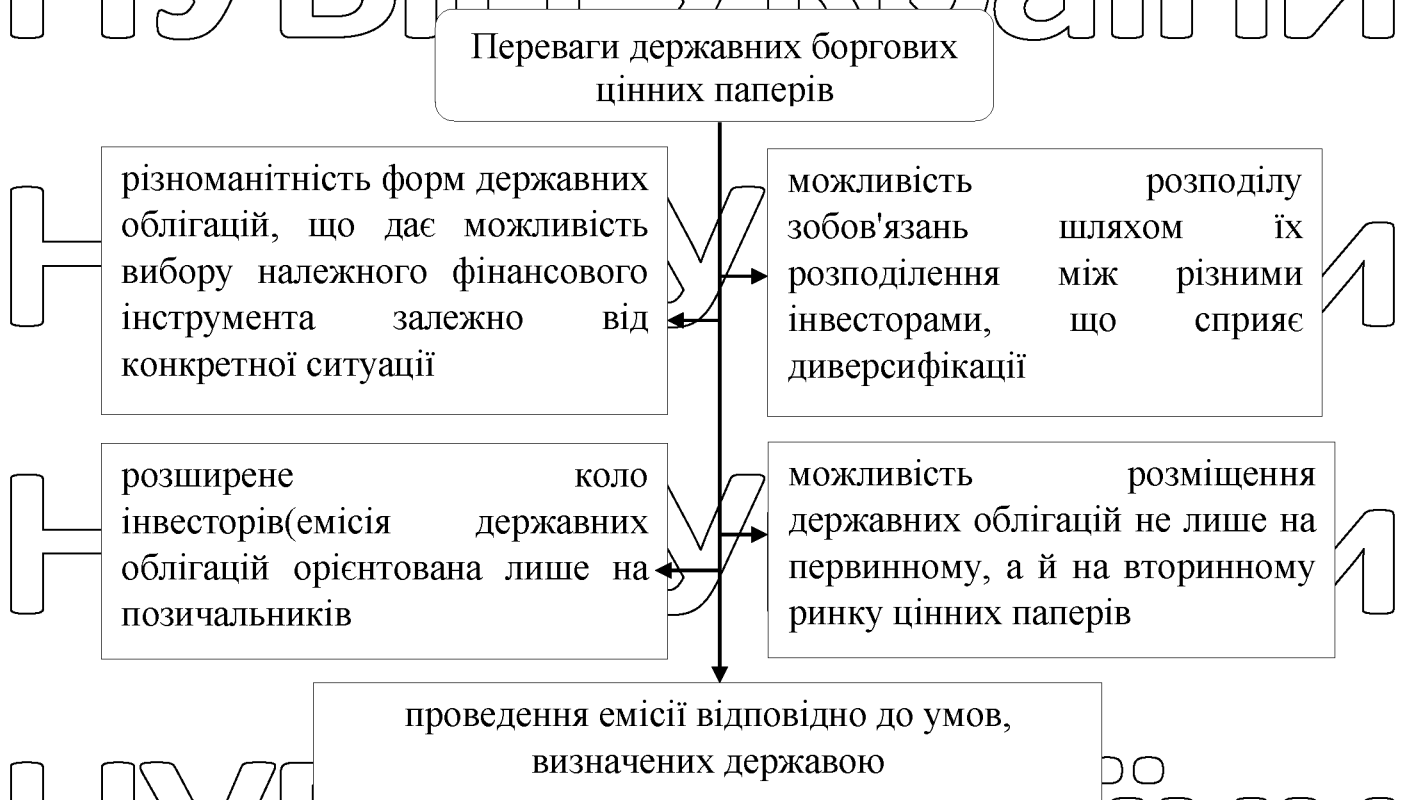 Переваги державних боргових
цінних паперів
різноманітність форм державних
облігацій, що дає можливість
вибору належного фінансового
інструмента залежно від
конкретної ситуації
можливість розподілу
зобов'язань шляхом їх
розподілення між різними
інвесторами, що сприяє
диверсифікації
розширене коло
інвесторів(емісія державних
облігацій орієнтована лише на
позичальників
можливість розміщення
державних облігацій не лише на
первинному, а й на вторинному
ринку цінних паперів
проведення емісії відповідно до умов,
визначених державою